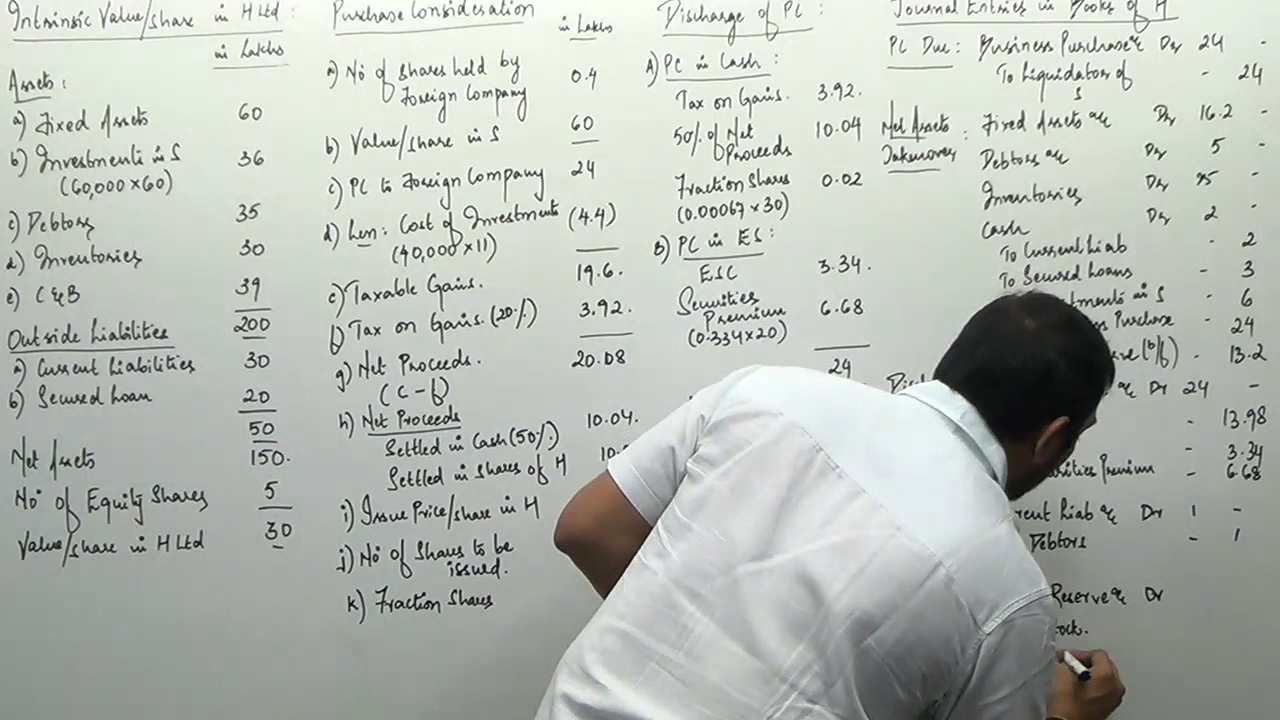 Intrinsic Value/share in H Ltd :
in Lakhs
Assets :
a) Fixed Assets 60
b) Investments in S 36
(60,000 x 60)
c) Debtors 35
d) Inventories 30
e) C & B 39
200
Outside Liabilities
a) Current Liabilities 30
b) Secured Loan 20
50
Net Assets 150.
No of Equity Shares 5
Value/share in H Ltd 30
Purchase Consideration
in Lakhs
a) No of shares held by 0.4
Foreign Company
b) Value/share in S 60
c) PC to Foreign Company 24
d) Less: Cost of Investments (4.4)
(40,000 x 11)
e) Taxable Gains. 19.6.
f) Tax on Gains. (20%) 3.92.
g) Net Proceeds. 20.08
(c - f)
h) Net Proceeds
Settled in Cash (50%) 10.04.
Settled in shares of H
i) Issue Price/share in H
j) No of shares to be
issued.
k) Fraction Shares
Discharge of PC :
A) PC in Cash :
Tax on Gains. 3.92.
50% of Net 10.04
Proceeds
Fraction Shares 0.02
(0.00067 x 30)
B) PC in ES :
ESC 3.34.
Securities 6.68
Premium
(0.334 x 20)
24
Journal Entries in Books of H
PC Due : Business Purchase a/c Dr 24 -
To Liquidators of - 24
S
Net Assets : Fixed Assets a/c Dr 16.2 -
Takenover Debtors a/c Dr 5 -
Inventories Dr 25 -
Cash Dr 2 -
To Current Liab - 2
To Secured Loans - 3
in S - 6
Purchase - 24
(b/f) - 13.2
Dr 24 -
- 13.98
- 3.34
Premium - 6.68
Liab a/c Dr 1 -
Debtors - 1
Reserve a/c Dr